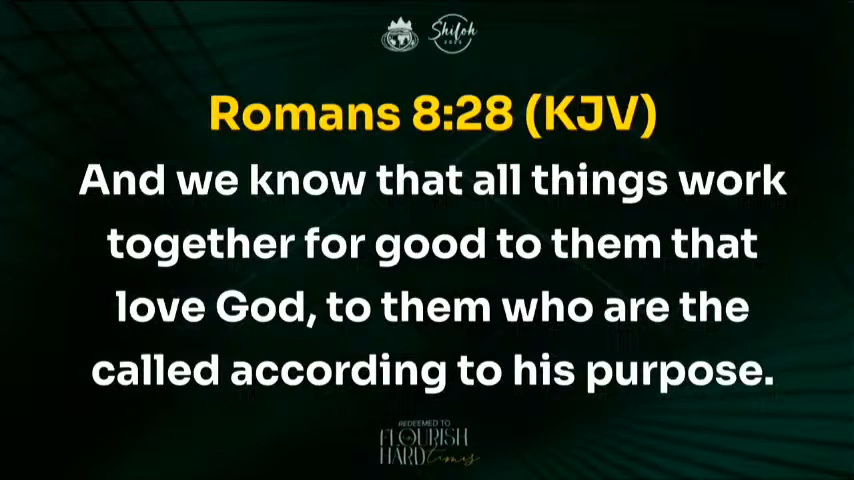 Shiloh
Romans 8:28 (KJV)
And we know that all things work
together for good to them that
love God, to them who are the
called according to his purpose.
REDEEMED TO
FLOURISH
HARD times